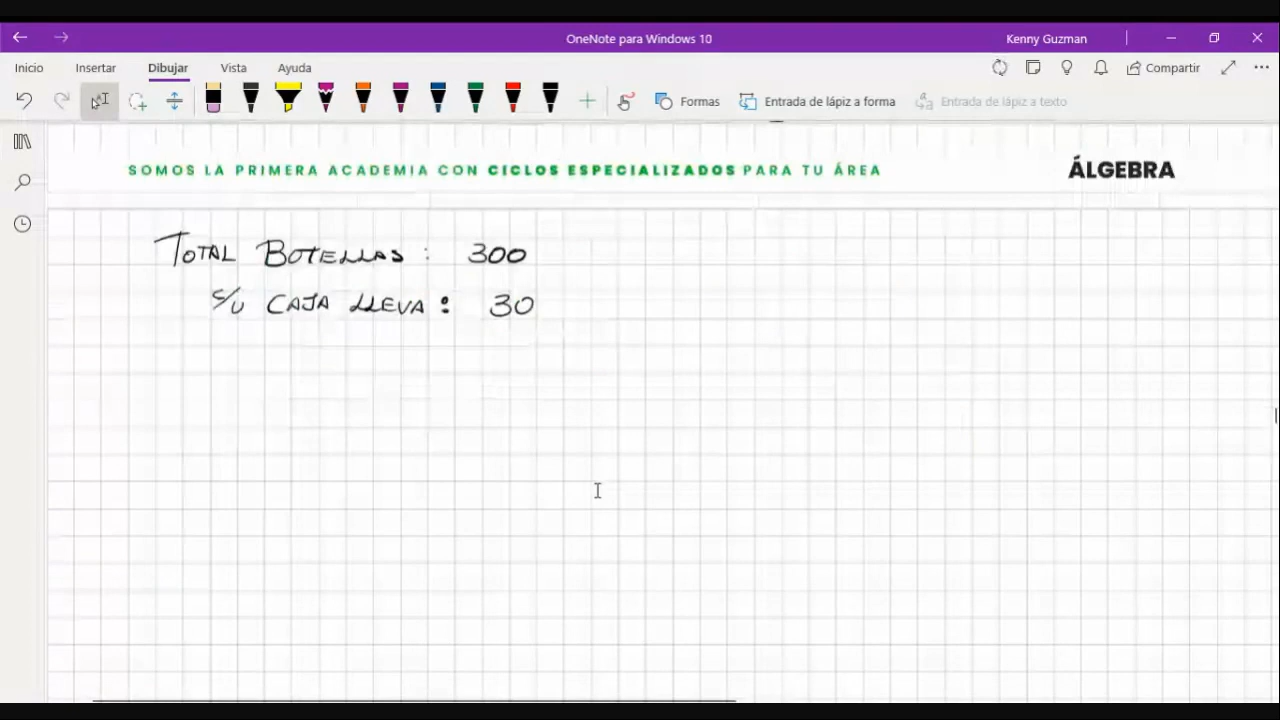 OneNote para Windows 10
Kenny Guzman
Inicio Insertar Dibujar Vista Ayuda
Compartir
Formas Entrada de lápiz a forma Entrada de lápiz a texto
SOMOS LA PRIMERA ACADEMIA CON CICLOS ESPECIALIZADOS PARA TU ÁREA
ÁLGEBRA
TOTAL BOTELLAS : 300
c/u CAJA LLEVA : 30